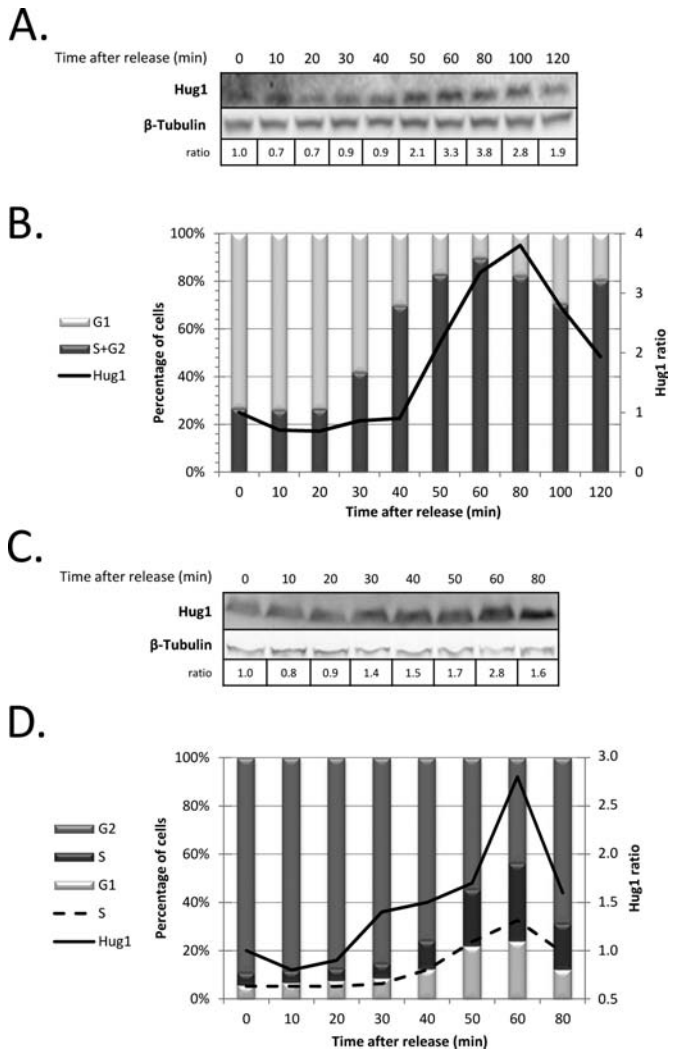 A.
Time after release (min) 0 10 20 30 40 50 60 80 100 120
Hug1
β-Tubulin
ratio 1.0 0.7 0.7 0.9 0.9 2.1 3.3 3.8 2.8 1.9
B.
100% 4
80% 3
60%
40% 2
20% 1
0% 0
Percentage of cells
Hug1 ratio
G1
S+G2
Hug1
0 10 20 30 40 50 60 80 100 120
Time after release (min)
C.
Time after release (min) 0 10 20 30 40 50 60 80
Hug1
β-Tubulin
ratio 1.0 0.8 0.9 1.4 1.5 1.7 2.8 1.6
D.
100% 3.0
80% 2.5
60% 2.0
40% 1.5
20% 1.0
0% 0.5
Percentage of cells
Hug1 ratio
G2
S
G1
S
Hug1
0 10 20 30 40 50 60 80
Time after release (min)